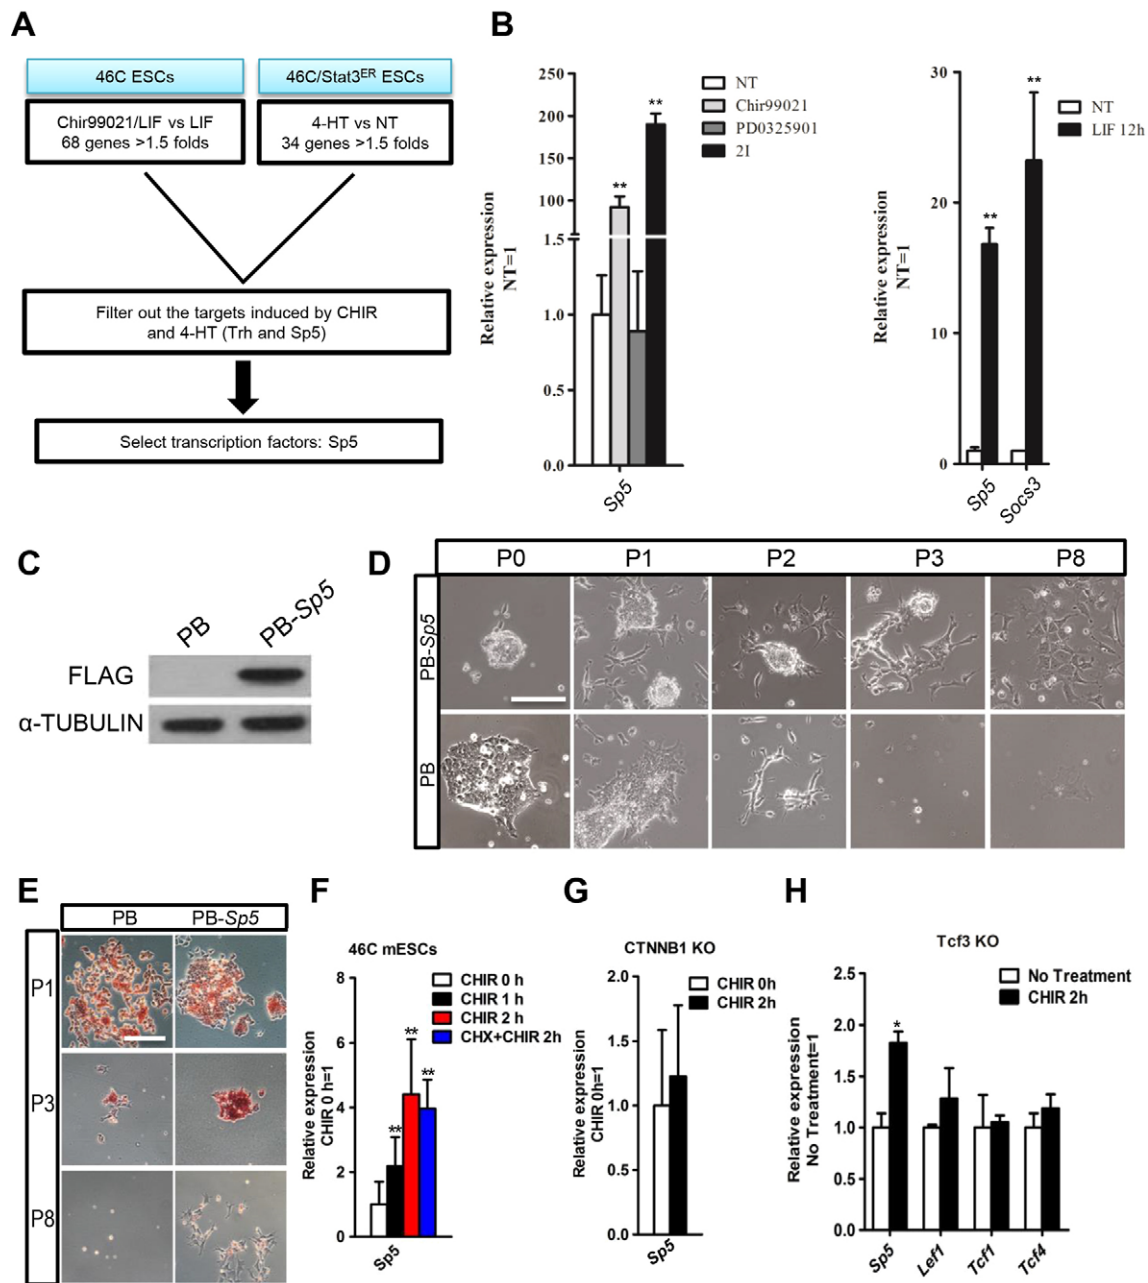 A
46C ESCs
46C/Stat3ER ESCs
Chir99021/LIF vs LIF
68 genes >1.5 folds
4-HT vs NT
34 genes >1.5 folds
Filter out the targets induced by CHIR
and 4-HT (Trh and Sp5)
Select transcription factors: Sp5
B
Relative expression
NT=1
250
200
150
100
1.5
1.0
0.5
0.0
**
**
Sp5
NT
Chir99021
PD0325901
2I
Relative expression
NT=1
30
20
10
0
**
**
Sp5
Socs3
NT
LIF 12h
C
PB
PB-Sp5
FLAG
α-TUBULIN
D
P0
P1
P2
P3
P8
PB-Sp5
PB
E
PB
PB-Sp5
P1
P3
P8
F
46C mESCs
Relative expression
CHIR 0 h=1
8
6
4
2
0
**
**
**
Sp5
CHIR 0 h
CHIR 1 h
CHIR 2 h
CHX+CHIR 2h
G
CTNNB1 KO
Relative expression
CHIR 0h=1
2.0
1.5
1.0
0.5
0.0
Sp5
CHIR 0h
CHIR 2h
H
Tcf3 KO
Relative expression
No Treatment=1
2.5
2.0
1.5
1.0
0.5
0.0
*
Sp5
Lef1
Tcf1
Tcf4
No Treatment
CHIR 2h